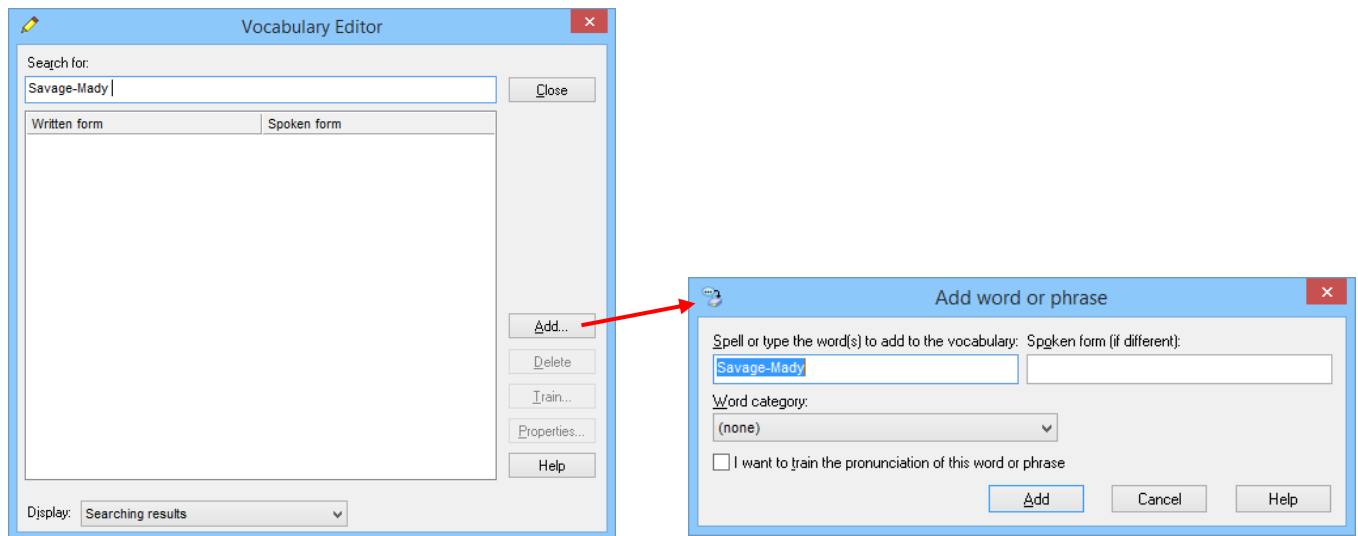 Vocabulary Editor
Search for:
Savage-Mady
Close
Written form Spoken form
Add...
Delete
Train...
Properties...
Help
Display: Searching results
Add word or phrase
Spell or type the word(s) to add to the vocabulary: Spoken form (if different):
Savage-Mady
Word category:
(none)
I want to train the pronunciation of this word or phrase
Add Cancel Help